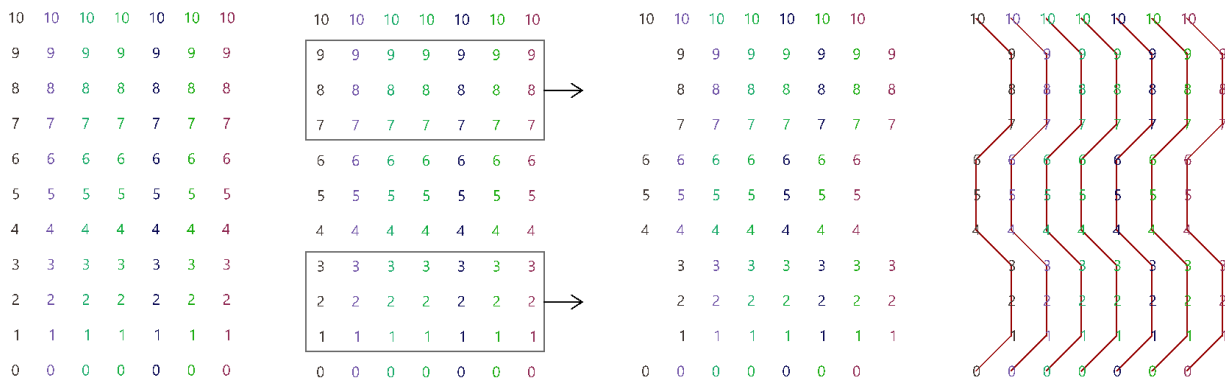 10 10 10 10 10 10 10 10 10 10 10 10 10 10 10 10 10 10 10 10 10 10 10 10 10 10 10 10
9 9 9 9 9 9 9 9 9 9 9 9 9 9 9 9 9 9 9 9 9 9 9 9 9 9 9 9
8 8 8 8 8 8 8 8 8 8 8 8 8 8 8 8 8 8 8 8 8 8 8 8 8 8 8 8
7 7 7 7 7 7 7 7 7 7 7 7 7 7 7 7 7 7 7 7 7 7 7 7 7 7 7 7
6 6 6 6 6 6 6 6 6 6 6 6 6 6 6 6 6 6 6 6 6 6 6 6 6 6 6 6
5 5 5 5 5 5 5 5 5 5 5 5 5 5 5 5 5 5 5 5 5 5 5 5 5 5 5 5
4 4 4 4 4 4 4 4 4 4 4 4 4 4 4 4 4 4 4 4 4 4 4 4 4 4 4 4
3 3 3 3 3 3 3 3 3 3 3 3 3 3 3 3 3 3 3 3 3 3 3 3 3 3 3 3
2 2 2 2 2 2 2 2 2 2 2 2 2 2 2 2 2 2 2 2 2 2 2 2 2 2 2 2
1 1 1 1 1 1 1 1 1 1 1 1 1 1 1 1 1 1 1 1 1 1 1 1 1 1 1 1
0 0 0 0 0 0 0 0 0 0 0 0 0 0 0 0 0 0 0 0 0 0 0 0 0 0 0 0